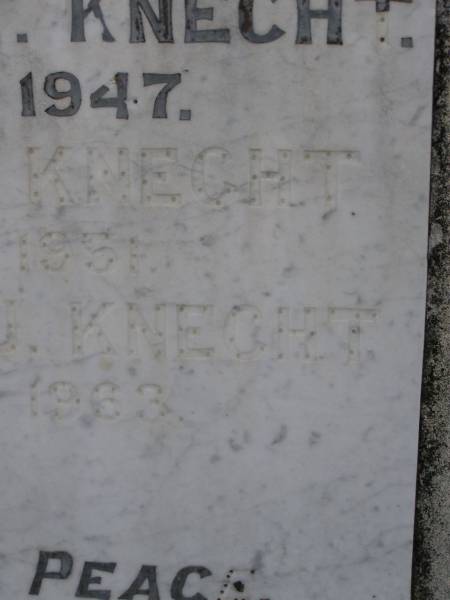 . KNECHT.
1947.
KNECHT
1951.
J. KNECHT
1963.
PEACE.